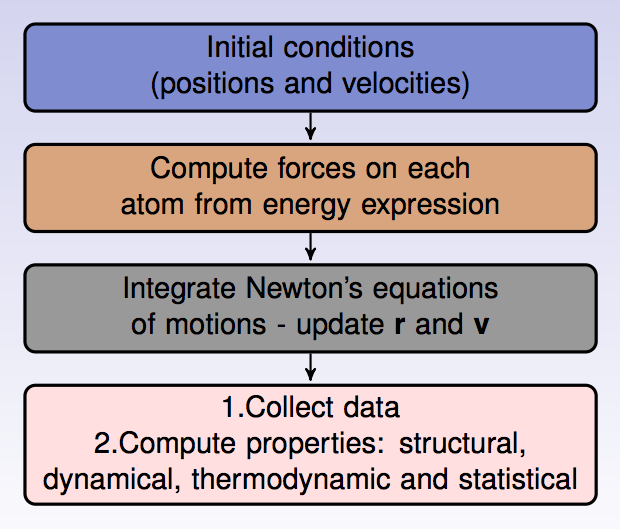 Initial conditions
(positions and velocities)
Compute forces on each
atom from energy expression
Integrate Newton’s equations
of motions - update r and v
1.Collect data
2.Compute properties: structural,
dynamical, thermodynamic and statistical